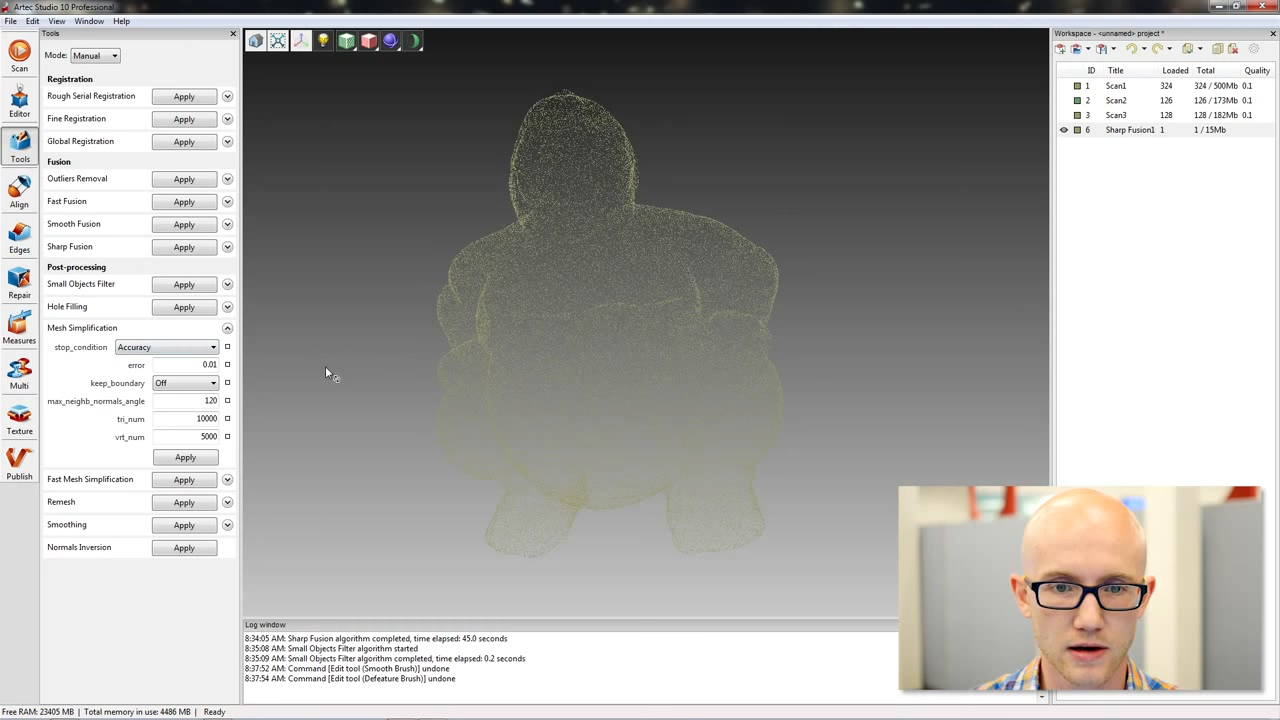 Artec Studio 10 Professional
File Edit View Window Help
Tools
Mode: Manual
Registration
Rough Serial Registration Apply
Fine Registration Apply
Global Registration Apply
Fusion
Outliers Removal Apply
Fast Fusion Apply
Smooth Fusion Apply
Sharp Fusion Apply
Post-processing
Small Objects Filter Apply
Hole Filling Apply
Mesh Simplification
stop_condition Accuracy
error 0.01
keep_boundary Off
max_neighb_normals_angle 120
tri_num 10000
vrt_num 5000
Apply
Fast Mesh Simplification Apply
Remesh Apply
Smoothing Apply
Normals Inversion Apply
Scan
Editor
Tools
Align
Edges
Repair
Measures
Multi
Texture
Publish
Workspace - <unnamed> project *
ID Title Loaded Total Quality
1 Scan1 324 324 / 500Mb 0.1
2 Scan2 126 126 / 173Mb 0.1
3 Scan3 128 128 / 182Mb 0.1
6 Sharp Fusion1 1 1 / 15Mb
Log window
8:34:05 AM: Sharp Fusion algorithm completed, time elapsed: 45.0 seconds
8:35:08 AM: Small Objects Filter algorithm started
8:35:09 AM: Small Objects Filter algorithm completed, time elapsed: 0.2 seconds
8:37:52 AM: Command [Edit tool (Smooth Brush)] undone
8:37:54 AM: Command [Edit tool (Defeature Brush)] undone
Free RAM: 23405 MB | Total memory in use: 4486 MB | Ready